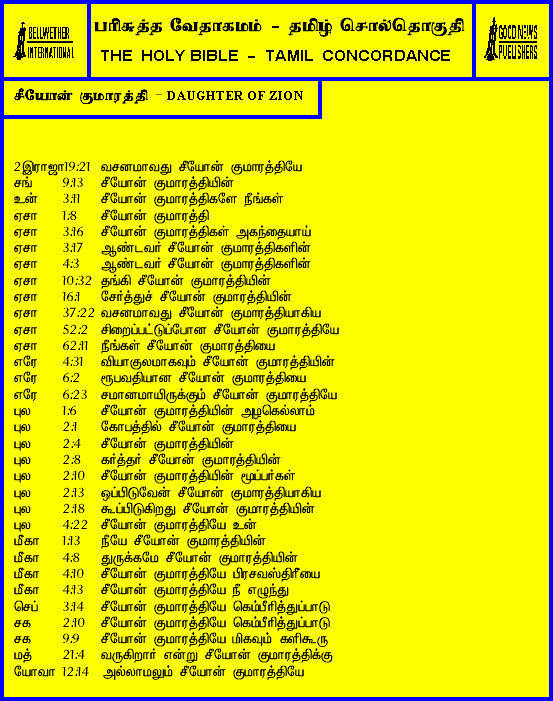 BELLWETHER
INTERNATIONAL
பரிசுத்த வேதாகமம் - தமிழ் சொல்தொகுதி
THE HOLY BIBLE - TAMIL CONCORDANCE
GOOD NEWS
PUBLISHERS
சீயோன் குமாரத்தி - DAUGHTER OF ZION
2இராஜா19:21 வசனமாவது சீயோன் குமாரத்தியே
சங் 9:13 சீயோன் குமாரத்தியின்
உன் 3:11 சீயோன் குமாரத்திகளே நீங்கள்
ஏசா 1:8 சீயோன் குமாரத்தி
ஏசா 3:16 சீயோன் குமாரத்திகள் அகந்தையாய்
ஏசா 3:17 ஆண்டவர் சீயோன் குமாரத்திகளின்
ஏசா 4:3 ஆண்டவர் சீயோன் குமாரத்திகளின்
ஏசா 10:32 தங்கி சீயோன் குமாரத்தியின்
ஏசா 16:1 சேர்த்துச் சீயோன் குமாரத்தியின்
ஏசா 37:22 வசனமாவது சீயோன் குமாரத்தியாகிய
ஏசா 52:2 சிறைப்பட்டுப்போன சீயோன் குமாரத்தியே
ஏசா 62:11 நீங்கள் சீயோன் குமாரத்தியை
எரே 4:31 வியாகுலமாகவும் சீயோன் குமாரத்தியின்
எரே 6:2 ரூபவதியான சீயோன் குமாரத்தியை
எரே 6:23 சமானமாயிருக்கும் சீயோன் குமாரத்தியே
புல 1:6 சீயோன் குமாரத்தியின் அழகெல்லாம்
புல 2:1 கோபத்தில் சீயோன் குமாரத்தியை
புல 2:4 சீயோன் குமாரத்தியின்
புல 2:8 கர்த்தர் சீயோன் குமாரத்தியின்
புல 2:10 சீயோன் குமாரத்தியின் மூப்பர்கள்
புல 2:13 ஒப்பிடுவேன் சீயோன் குமாரத்தியாகிய
புல 2:18 கூப்பிடுகிறது சீயோன் குமாரத்தியின்
புல 4:22 சீயோன் குமாரத்தியே உன்
மீகா 1:13 நீயே சீயோன் குமாரத்தியின்
மீகா 4:8 துருக்கமே சீயோன் குமாரத்தியின்
மீகா 4:10 சீயோன் குமாரத்தியே பிரசவஸ்திரீயை
மீகா 4:13 சீயோன் குமாரத்தியே நீ எழுந்து
செப் 3:14 சீயோன் குமாரத்தியே கெம்பீரித்துப்பாடு
சக 2:10 சீயோன் குமாரத்தியே கெம்பீரித்துப்பாடு
சக 9:9 சீயோன் குமாரத்தியே மிகவும் களிகூரு
மத் 21:4 வருகிறார் என்று சீயோன் குமாரத்திக்கு
யோவா 12:14 அல்லாமலும் சீயோன் குமாரத்தியே